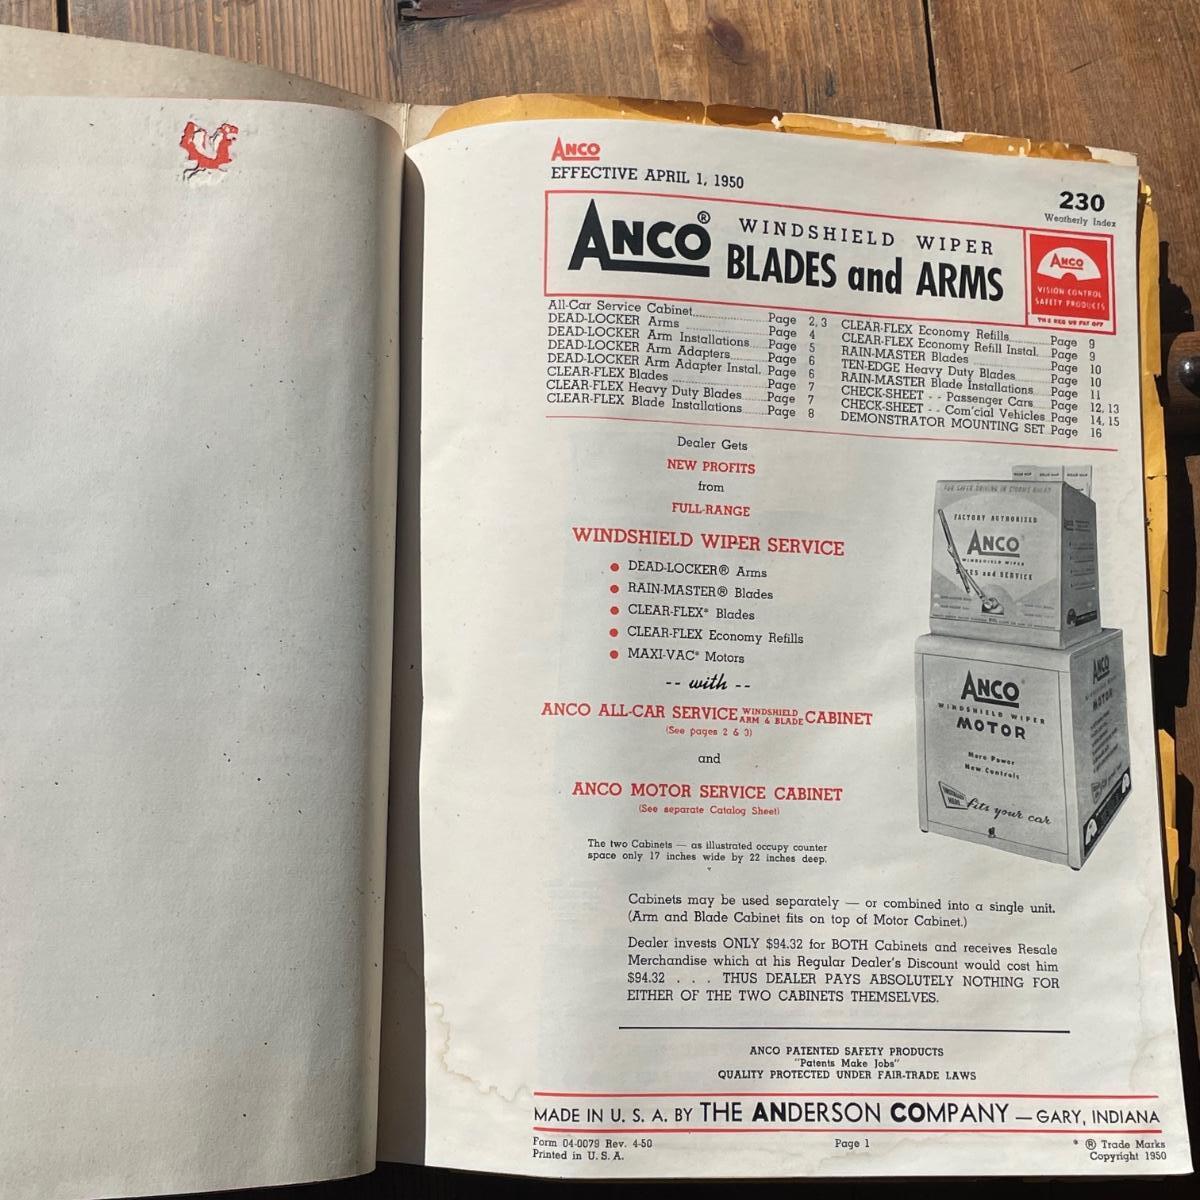 ANCO
EFFECTIVE APRIL 1, 1950
230
Weatherly Index
ANCO® WINDSHIELD WIPER
BLADES and ARMS
ANCO
VISION CONTROL
SAFETY PRODUCTS
T M S REG US PAT OFF
All-Car Service Cabinet Page 2, 3
DEAD-LOCKER Arms Page 4
DEAD-LOCKER Arm Installations Page 5
DEAD-LOCKER Arm Adapters Page 6
DEAD-LOCKER Arm Adapter Instal. Page 6
CLEAR-FLEX Blades Page 7
CLEAR-FLEX Heavy Duty Blades Page 7
CLEAR-FLEX Blade Installations Page 8
CLEAR-FLEX Economy Refills Page 9
CLEAR-FLEX Economy Refill Instal. Page 9
RAIN-MASTER Blades Page 10
TEN-EDGE Heavy Duty Blades Page 10
RAIN-MASTER Blade Installations Page 11
CHECK-SHEET - - Passenger Cars Page 12, 13
CHECK-SHEET - - Com'cial Vehicles Page 14, 15
DEMONSTRATOR MOUNTING SET Page 16
Dealer Gets
NEW PROFITS
from
FULL-RANGE
WINDSHIELD WIPER SERVICE
● DEAD-LOCKER® Arms
● RAIN-MASTER® Blades
● CLEAR-FLEX* Blades
● CLEAR-FLEX Economy Refills
● MAXI-VAC* Motors
-- with --
ANCO ALL-CAR SERVICE WINDSHIELD ARM & BLADE CABINET
(See pages 2 & 3)
and
ANCO MOTOR SERVICE CABINET
(See separate Catalog Sheet)
The two Cabinets — as illustrated occupy counter
space only 17 inches wide by 22 inches deep.
FOR SAFER DRIVING IN STORMS AHEAD
FACTORY AUTHORIZED
ANCO
WINDSHIELD WIPER
and SERVICE
ANCO
WINDSHIELD WIPER
MOTOR
More Power
New Controls
fits your car
ANCO
MOTOR
Cabinets may be used separately — or combined into a single unit.
(Arm and Blade Cabinet fits on top of Motor Cabinet.)
Dealer invests ONLY $94.32 for BOTH Cabinets and receives Resale
Merchandise which at his Regular Dealer's Discount would cost him
$94.32 . . . THUS DEALER PAYS ABSOLUTELY NOTHING FOR
EITHER OF THE TWO CABINETS THEMSELVES.
ANCO PATENTED SAFETY PRODUCTS
"Patents Make Jobs"
QUALITY PROTECTED UNDER FAIR-TRADE LAWS
MADE IN U. S. A. BY THE ANDERSON COMPANY — GARY, INDIANA
Form 04-0079 Rev. 4-50
Printed in U. S. A.
Page 1
* ® Trade Marks
Copyright 1950